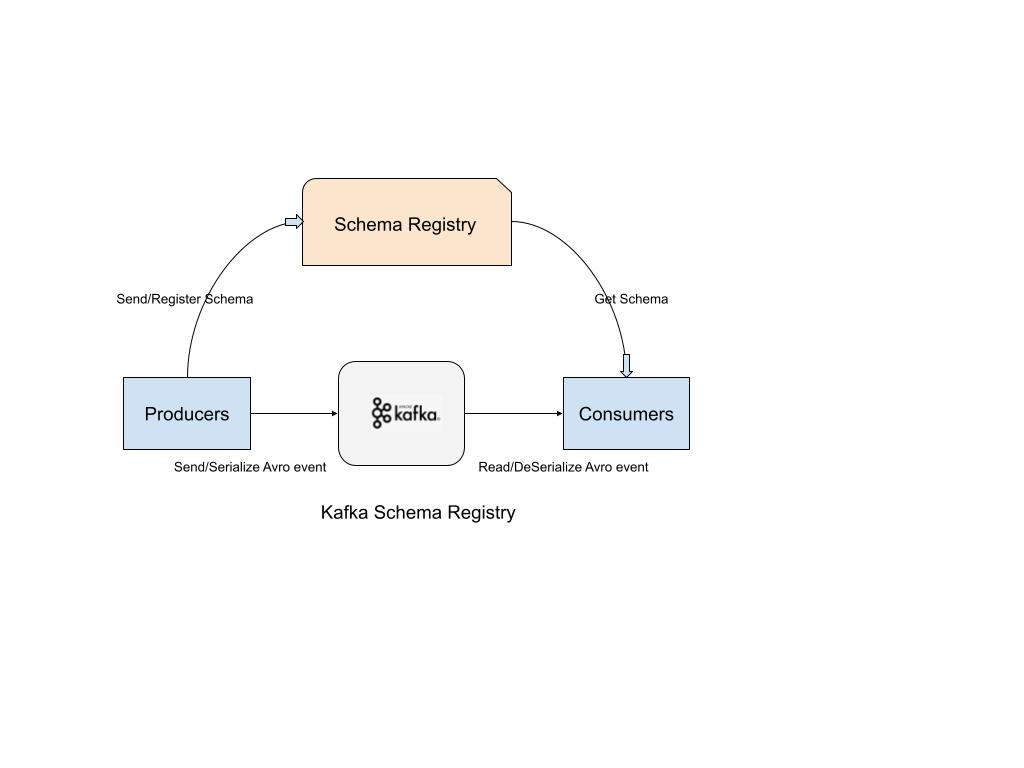 Schema Registry
Send/Register Schema
Get Schema
Producers
kafka
Consumers
Send/Serialize Avro event
Read/DeSerialize Avro event
Kafka Schema Registry